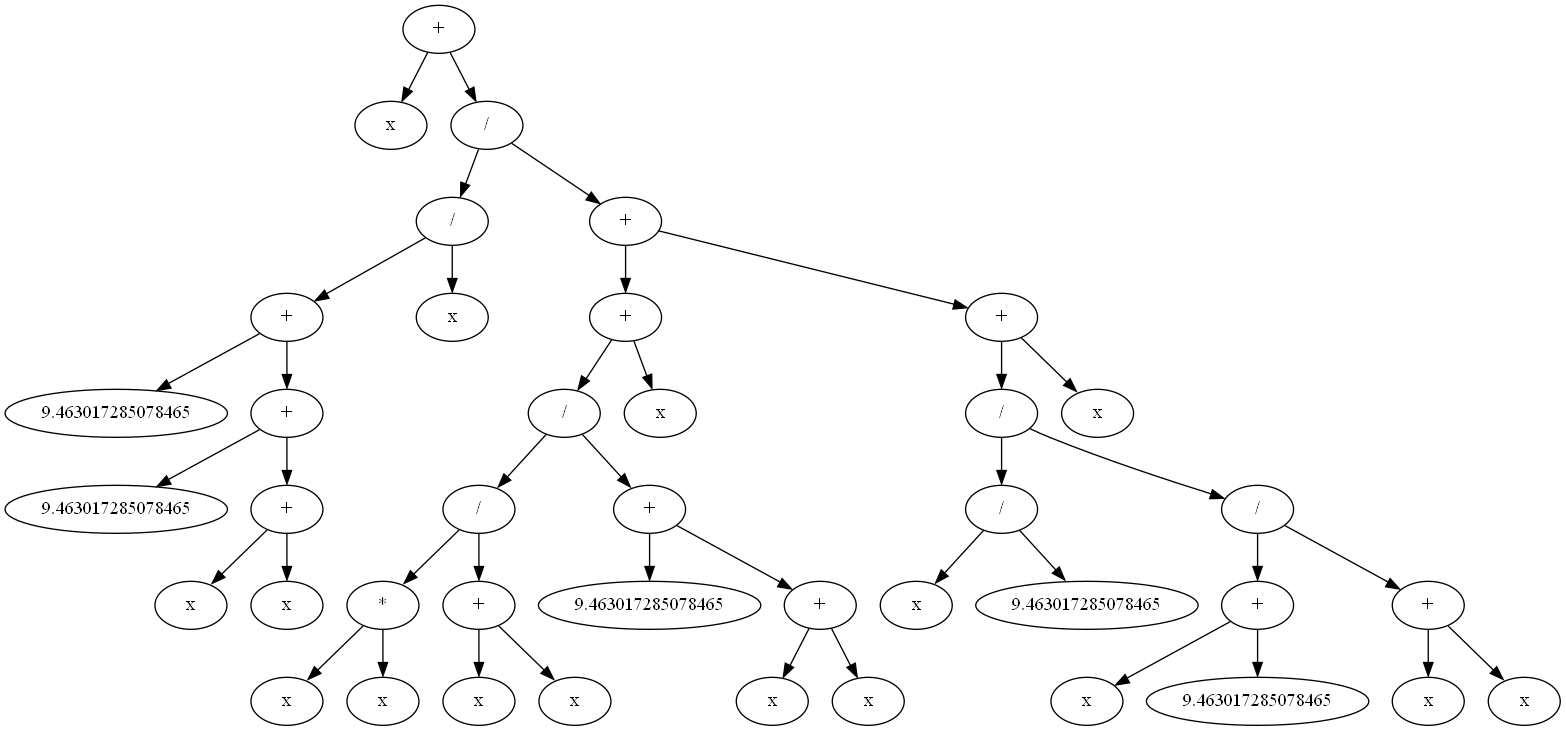 +
x /
/ +
+ x + +
9.463017285078465 + / x / x
9.463017285078465 + / + / /
x x * + 9.463017285078465 + x 9.463017285078465 + +
x x x x x x x 9.463017285078465 x x